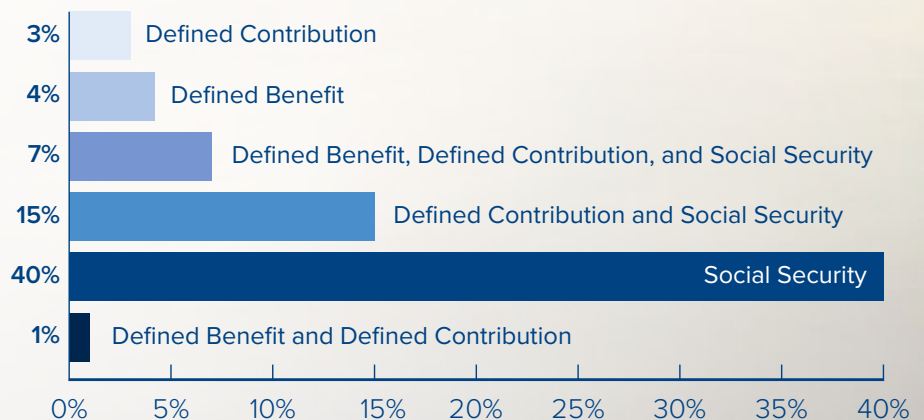 3% Defined Contribution
4% Defined Benefit
7% Defined Benefit, Defined Contribution, and Social Security
15% Defined Contribution and Social Security
40% Social Security
1% Defined Benefit and Defined Contribution
0% 5% 10% 15% 20% 25% 30% 35% 40%